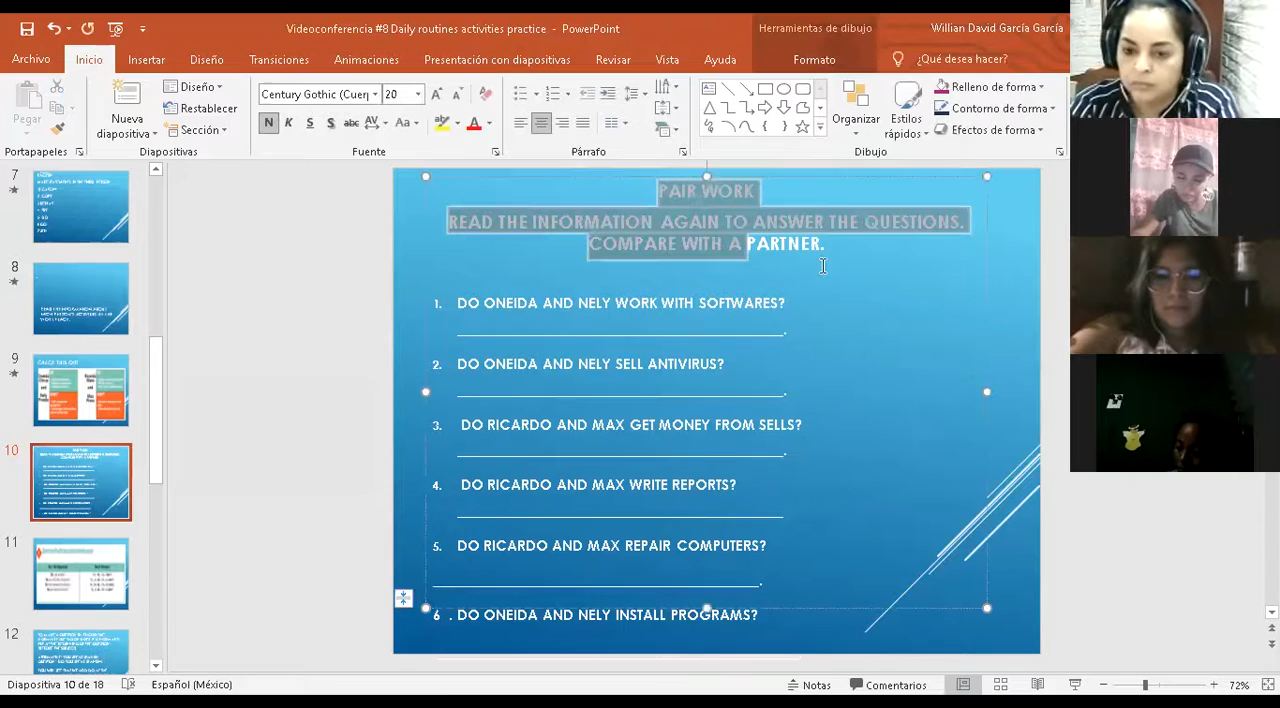 Videoconferencia #8 Daily routines activities practice - PowerPoint
Herramientas de dibujo
Willian David García García
Archivo
Inicio
Insertar
Diseño
Transiciones
Animaciones
Presentación con diapositivas
Revisar
Vista
Ayuda
Formato
¿Qué desea hacer?
Pegar
Nueva
diapositiva
Diseño
Restablecer
Sección
Century Gothic (Cuer
20
N K S S abc AV Aa A
Organizar
Estilos
rápidos
Relleno de forma
Contorno de forma
Efectos de forma
Portapapeles
Diapositivas
Fuente
Párrafo
Dibujo
7
8
9
CHECK THIS OUT
10
11
12
PAIR WORK
READ THE INFORMATION AGAIN TO ANSWER THE QUESTIONS.
COMPARE WITH A PARTNER.
1. DO ONEIDA AND NELY WORK WITH SOFTWARES?
.
2. DO ONEIDA AND NELY SELL ANTIVIRUS?
.
3. DO RICARDO AND MAX GET MONEY FROM SELLS?
.
4. DO RICARDO AND MAX WRITE REPORTS?
5. DO RICARDO AND MAX REPAIR COMPUTERS?
.
6 . DO ONEIDA AND NELY INSTALL PROGRAMS?
Diapositiva 10 de 18
Español (México)
Notas
Comentarios
72%